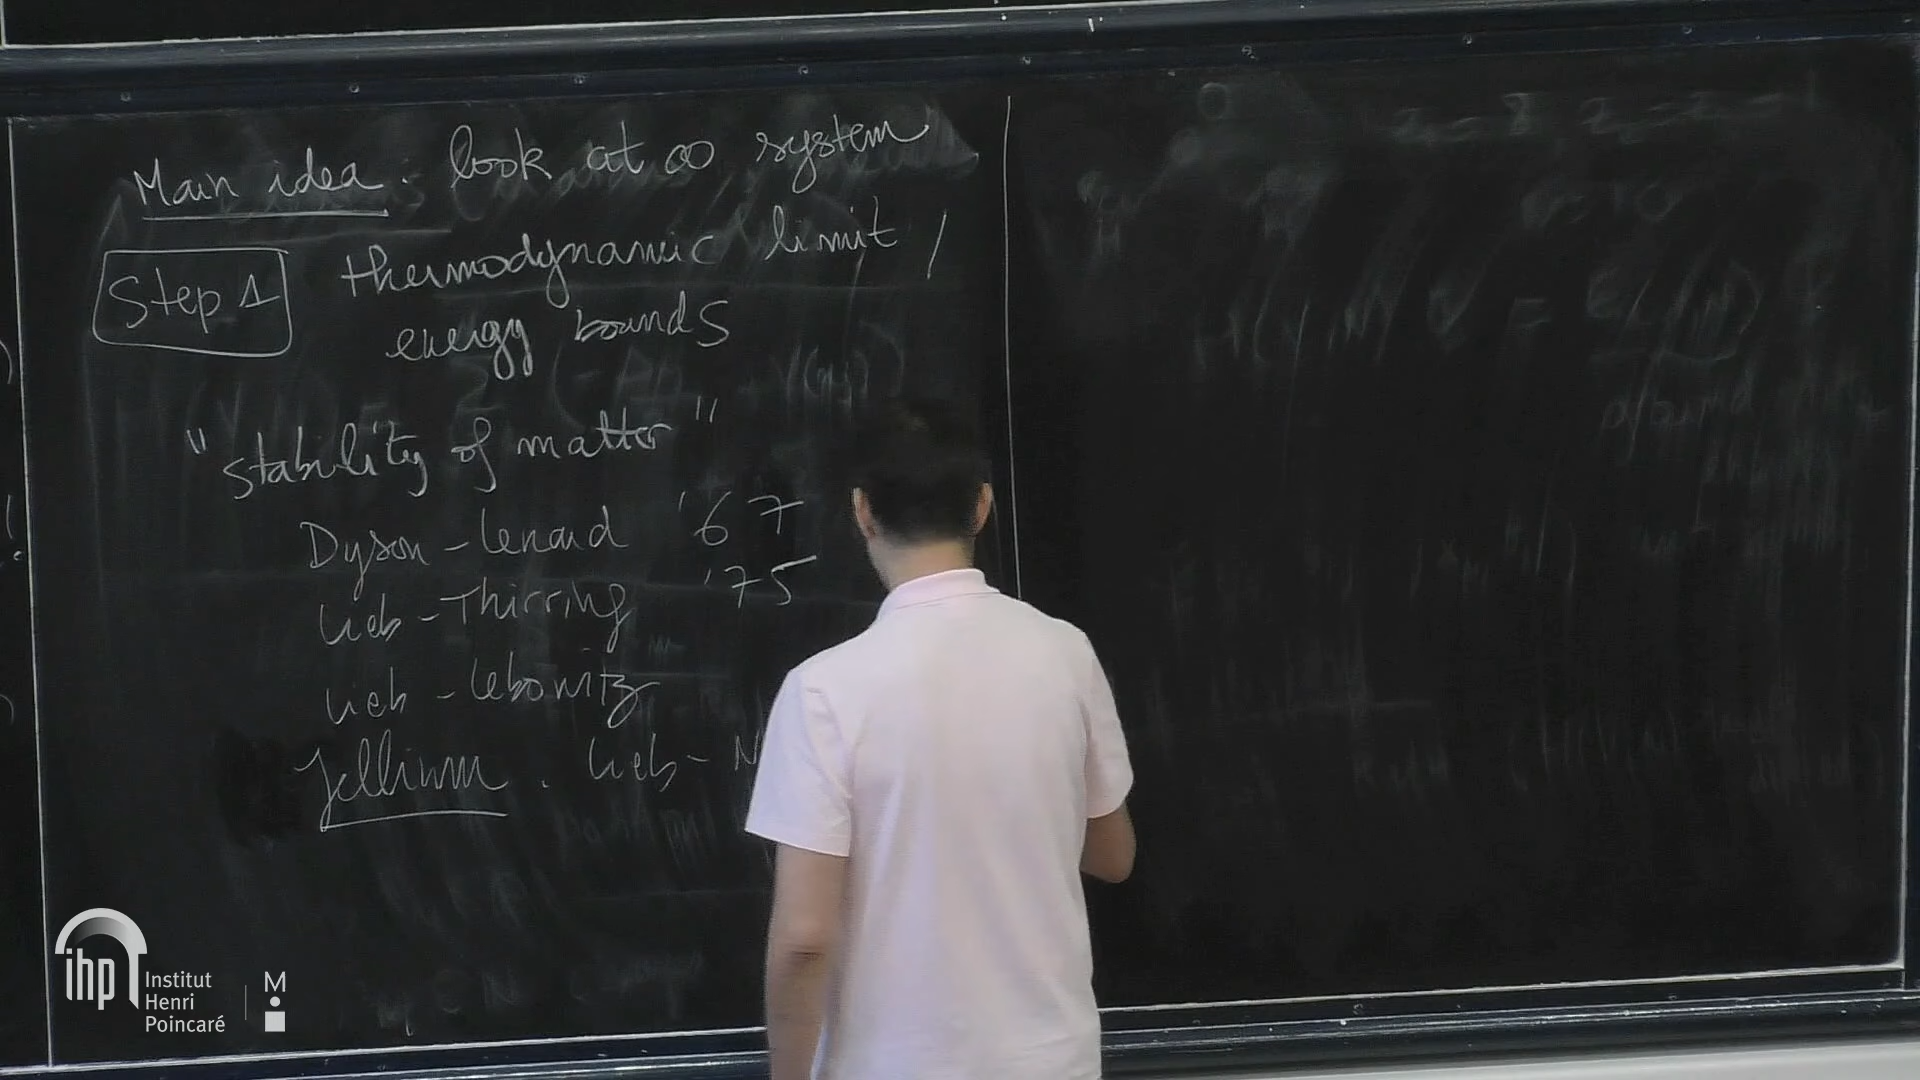 Main idea: look at ∞ system
Step 1 thermodynamic limit /
energy bounds
"stability of matter"
Dyson-Lenard '67
Lieb-Thirring '75
Lieb-Lebowitz
Jellium. Lieb-N
ihp Institut
Henri
Poincaré
M